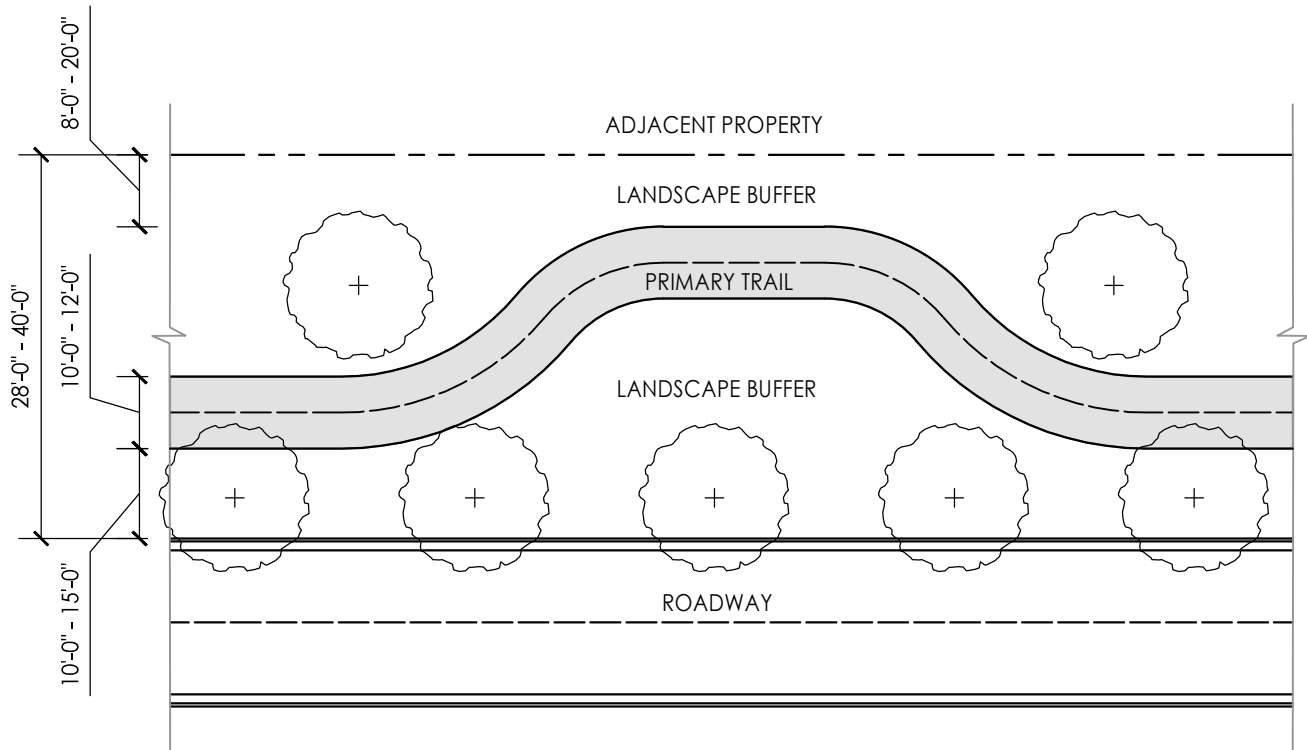 8'-0" - 20'-0"
ADJACENT PROPERTY
LANDSCAPE BUFFER
28'-0" - 40'-0"
10'-0" - 12'-0"
PRIMARY TRAIL
LANDSCAPE BUFFER
10'-0" - 15'-0"
ROADWAY